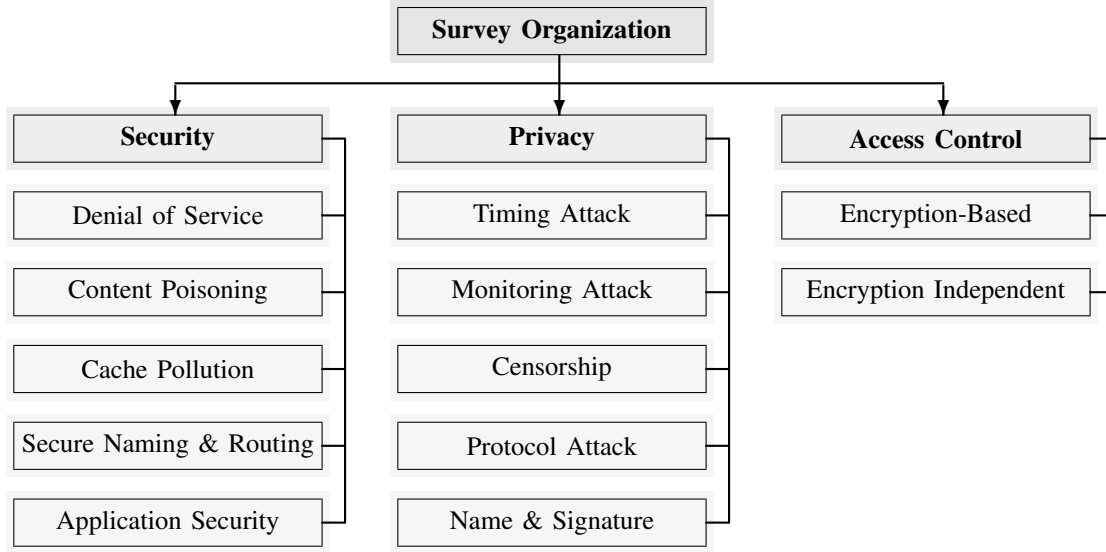 Survey Organization
Security
Denial of Service
Content Poisoning
Cache Pollution
Secure Naming & Routing
Application Security
Privacy
Timing Attack
Monitoring Attack
Censorship
Protocol Attack
Name & Signature
Access Control
Encryption-Based
Encryption Independent